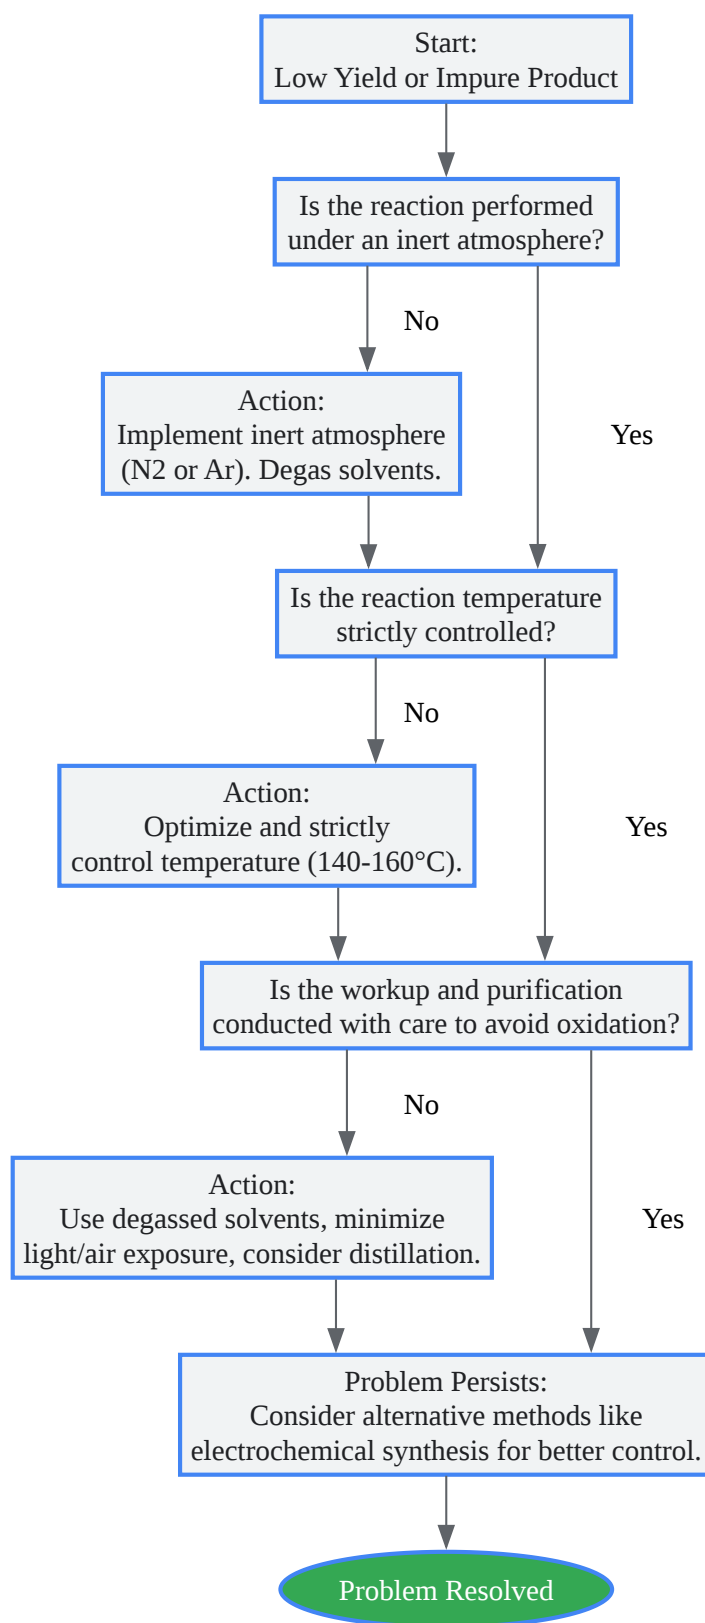 Start:
Low Yield or Impure Product
Is the reaction performed
under an inert atmosphere?
No
Action:
Implement inert atmosphere
(N2 or Ar). Degas solvents.
Yes
Is the reaction temperature
strictly controlled?
No
Action:
Optimize and strictly
control temperature (140-160°C).
Yes
Is the workup and purification
conducted with care to avoid oxidation?
No
Action:
Use degassed solvents, minimize
light/air exposure, consider distillation.
Yes
Problem Persists:
Consider alternative methods like
electrochemical synthesis for better control.
Problem Resolved